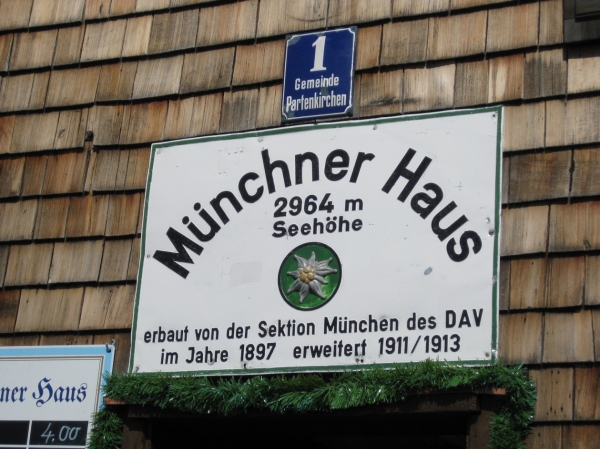 1
Gemeinde
Partenkirchen
Münchner Haus
2964 m
Seehöhe
erbaut von der Sektion München des DAV
im Jahre 1897 erweitert 1911/1913
ner Haus
4.00